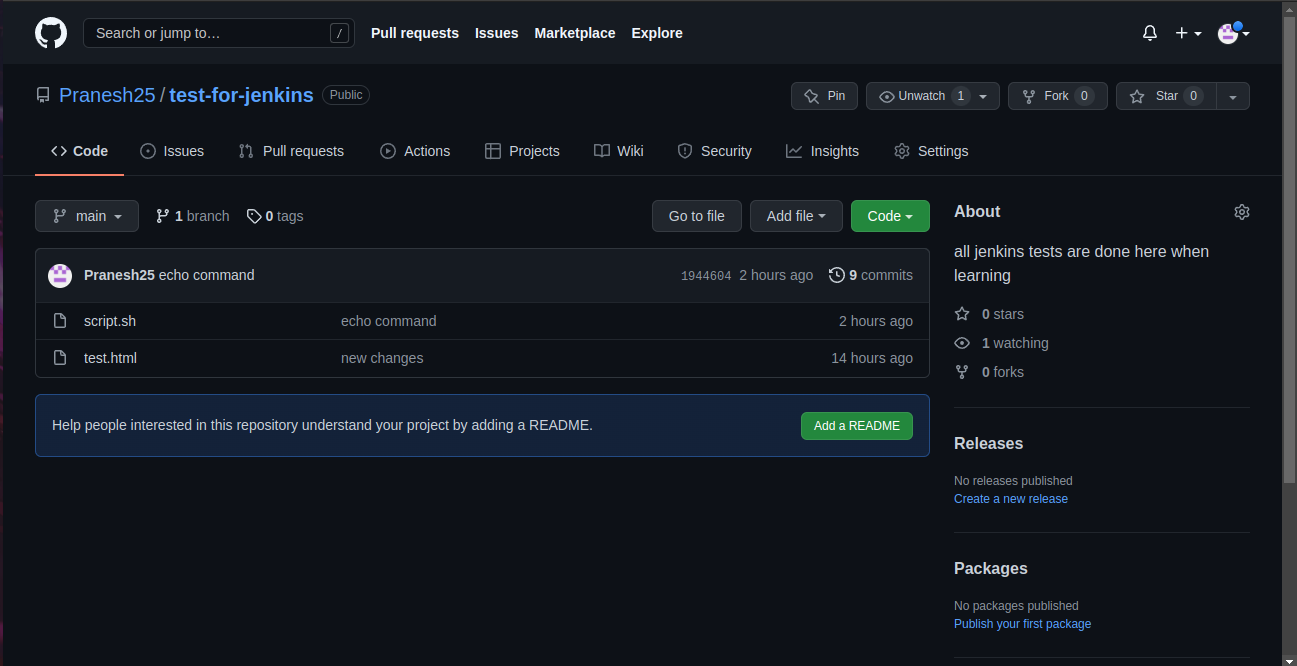 Search or jump to… /
Pull requests Issues Marketplace Explore
Pranesh25 / test-for-jenkins Public
Pin Unwatch 1 Fork 0 Star 0
Code Issues Pull requests Actions Projects Wiki Security Insights Settings
main 1 branch 0 tags Go to file Add file Code
Pranesh25 echo command 1944604 2 hours ago 9 commits
script.sh echo command 2 hours ago
test.html new changes 14 hours ago
Help people interested in this repository understand your project by adding a README. Add a README
About
all jenkins tests are done here when
learning
0 stars
1 watching
0 forks
Releases
No releases published
Create a new release
Packages
No packages published
Publish your first package